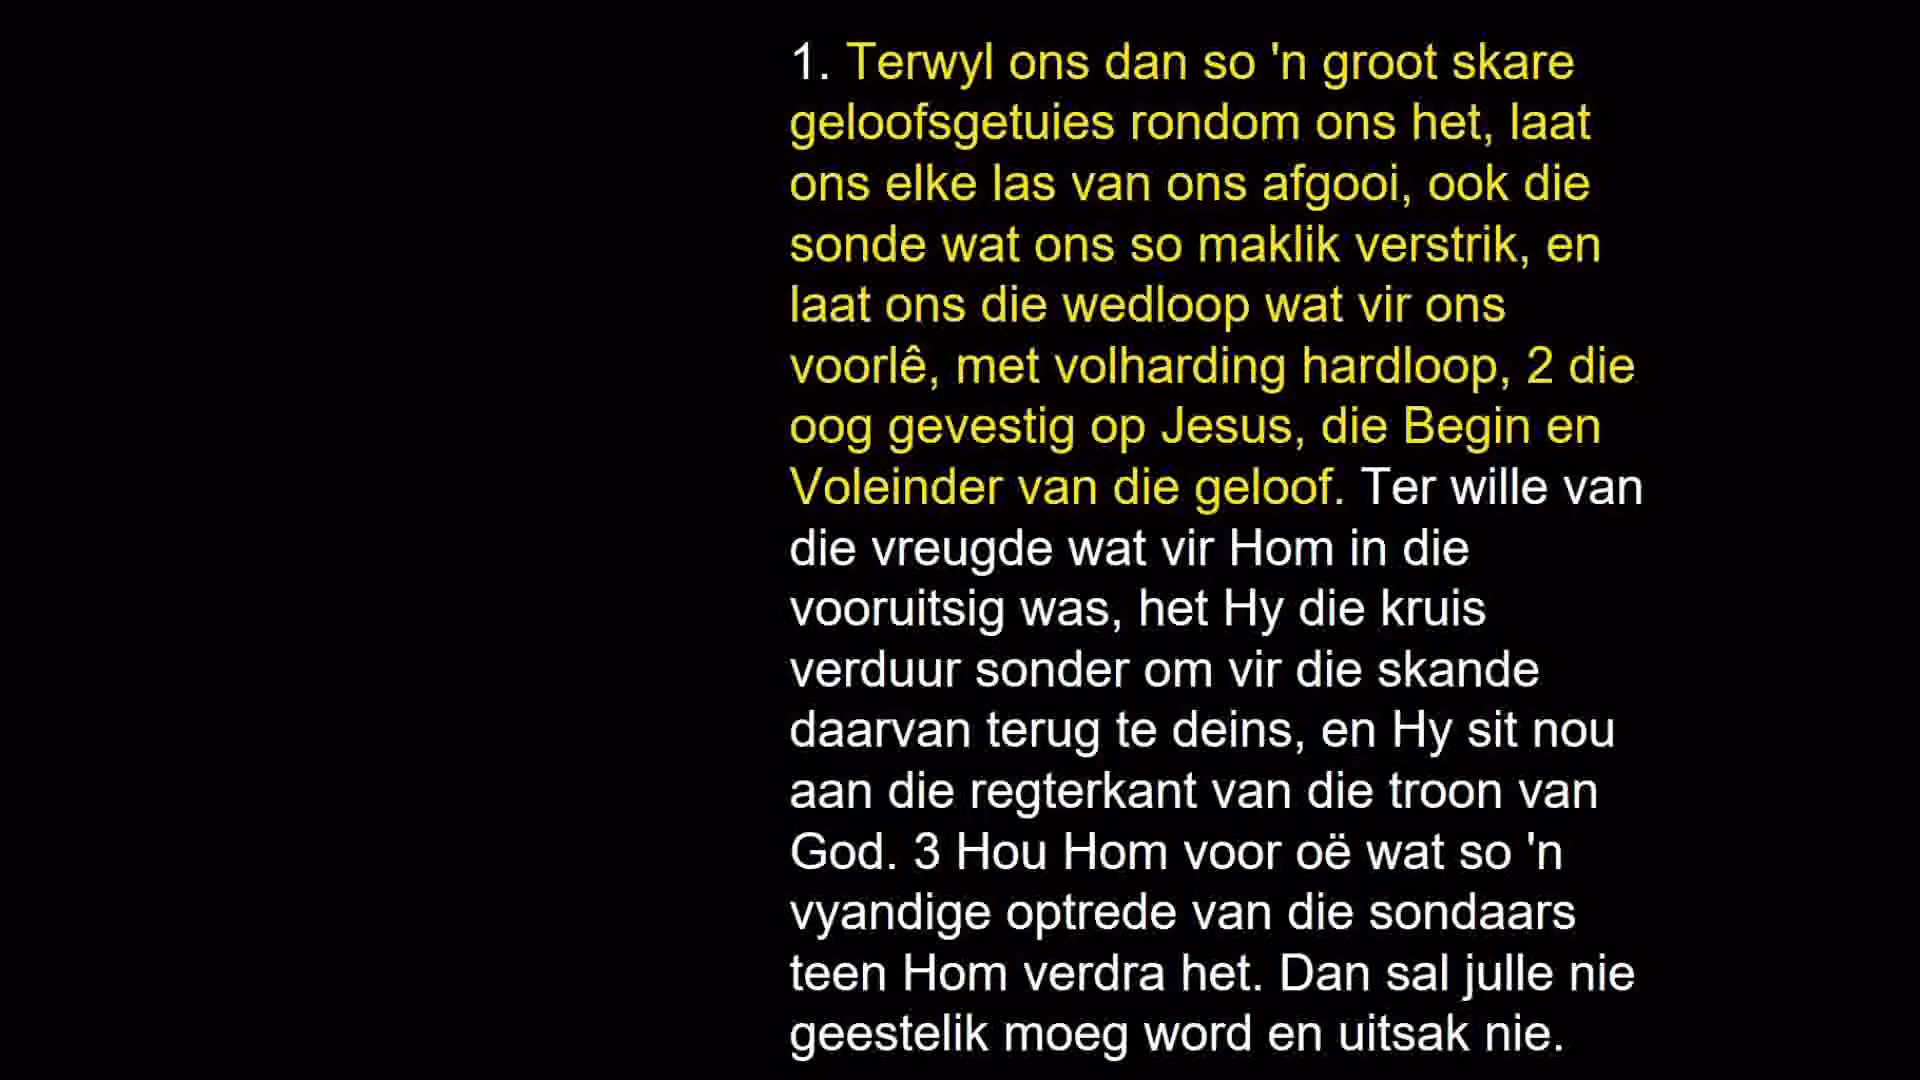 1. Terwyl ons dan so 'n groot skare
geloofsgetuies rondom ons het, laat
ons elke las van ons afgooi, ook die
sonde wat ons so maklik verstrik, en
laat ons die wedloop wat vir ons
voorlê, met volharding hardloop, 2 die
oog gevestig op Jesus, die Begin en
Voleinder van die geloof. Ter wille van
die vreugde wat vir Hom in die
vooruitsig was, het Hy die kruis
verduur sonder om vir die skande
daarvan terug te deins, en Hy sit nou
aan die regterkant van die troon van
God. 3 Hou Hom voor oë wat so 'n
vyandige optrede van die sondaars
teen Hom verdra het. Dan sal julle nie
geestelik moeg word en uitsak nie.